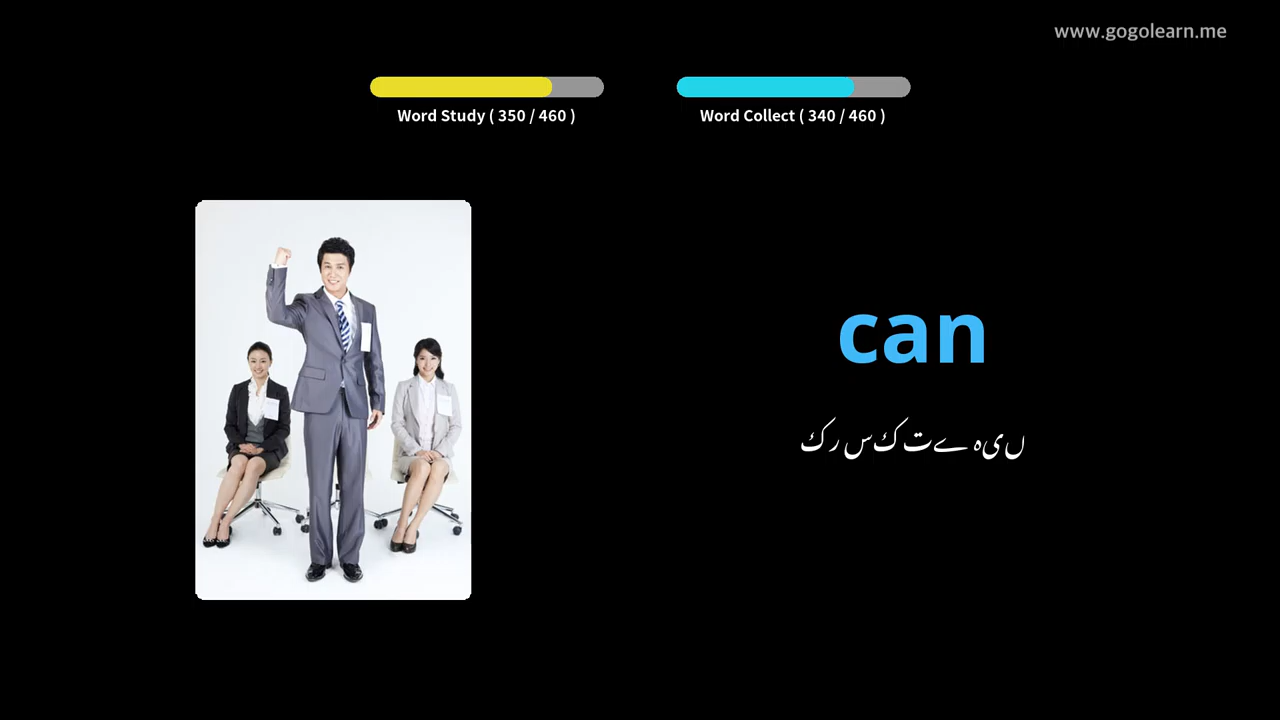 www.gogolearn.me
Word Study ( 350 / 460 )
Word Collect ( 340 / 460 )
can
کر سکتے ہیں